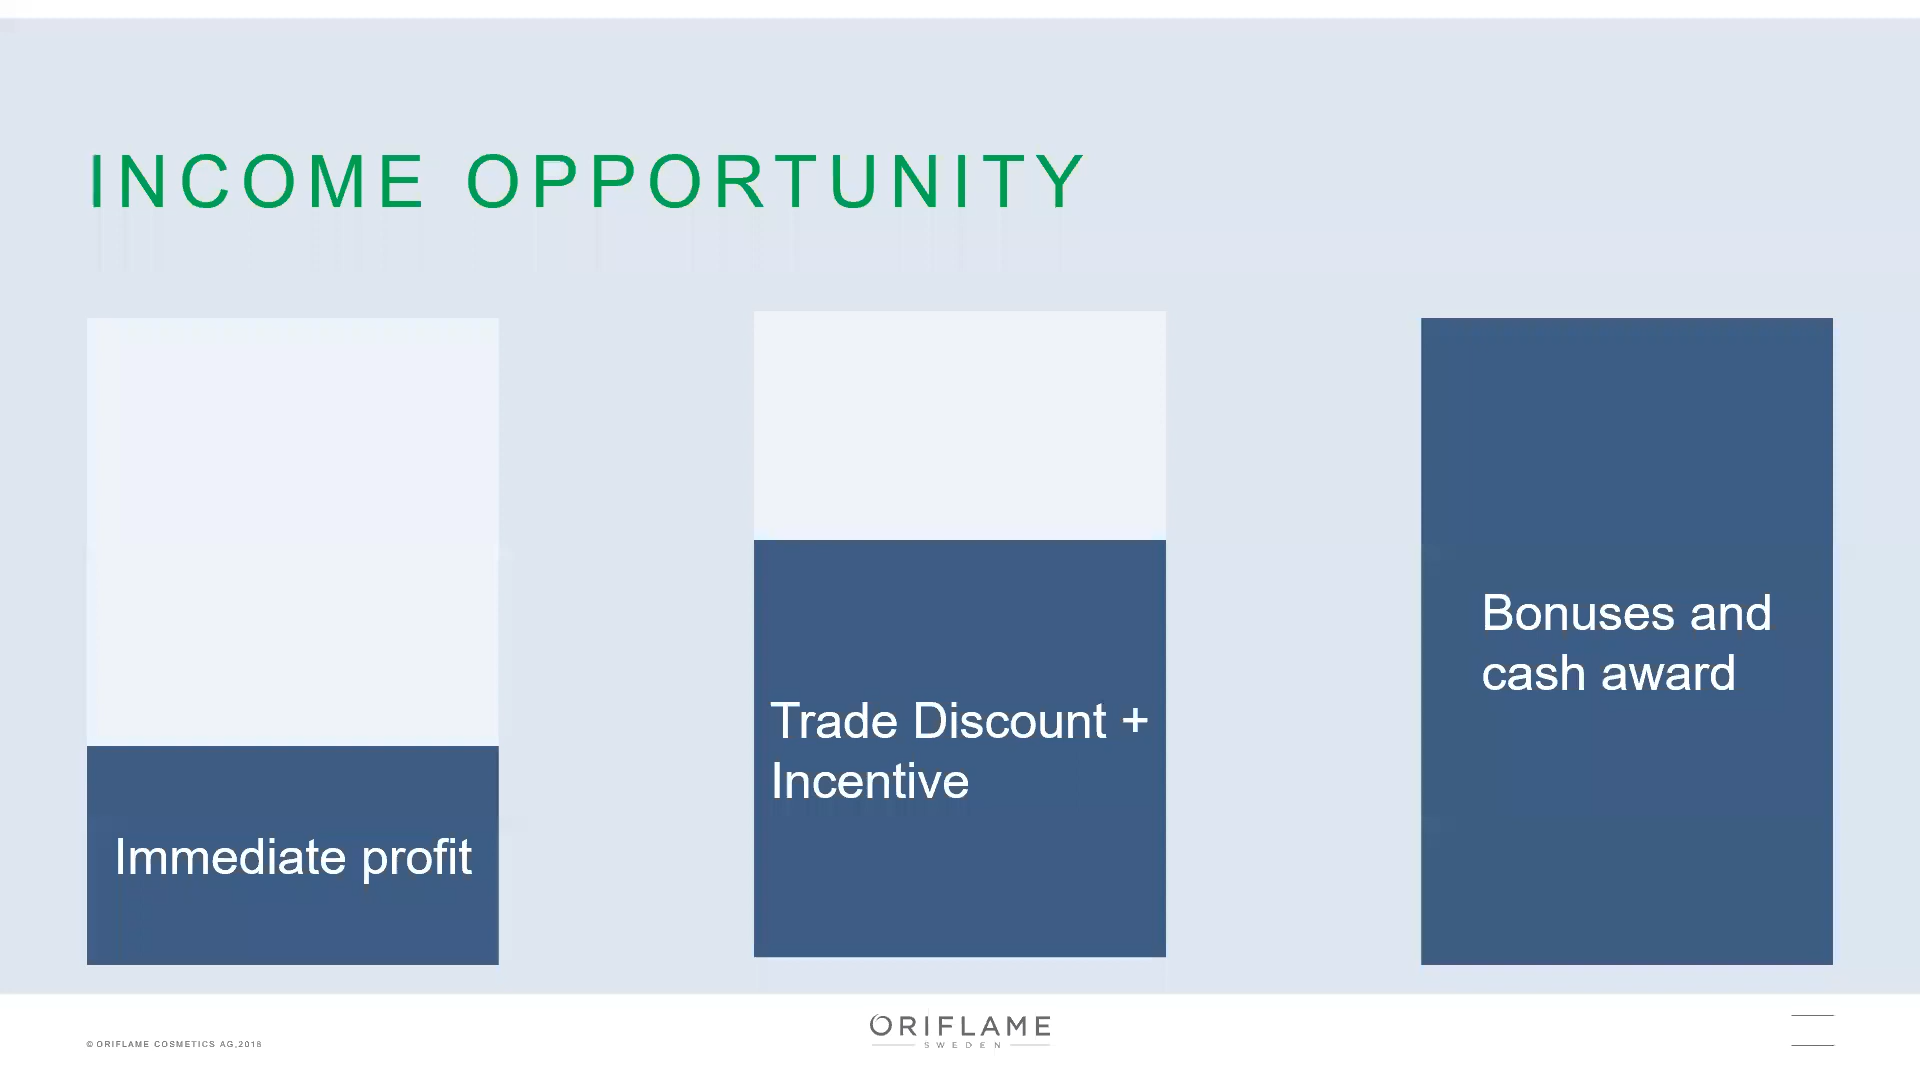 INCOME OPPORTUNITY
Immediate profit
Trade Discount +
Incentive
Bonuses and
cash award
© ORIFLAME COSMETICS AG,2018
ORIFLAME
SWEDEN